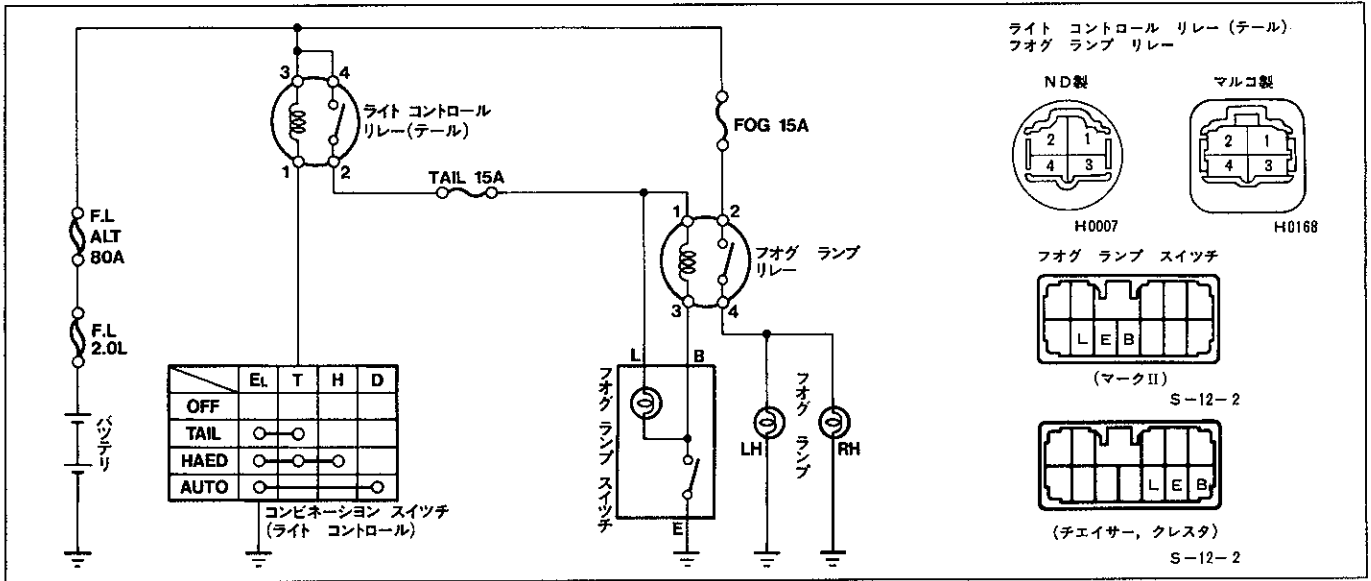 3 4
ライト コントロール
リレー(テール)
1 2
TAIL 15A
FOG 15A
F.L
ALT
80A
F.L
2.0L
バツテリ
EL T H D
OFF
TAIL
HAED
AUTO
コンビネーシヨン スイツチ
(ライト コントロール)
1 2
フオグ ランプ
リレー
3 4
L B
フオグ ランプ スイツチ
E
LH
フオグ ランプ
RH
ライト コントロール リレー(テール)
フオグ ランプ リレー
ND製
2 1
4 3
H0007
マルコ製
2 1
4 3
H0168
フオグ ランプ スイツチ
L E B
(マークII)
S-12-2
L E B
(チエイサー, クレスタ)
S-12-2